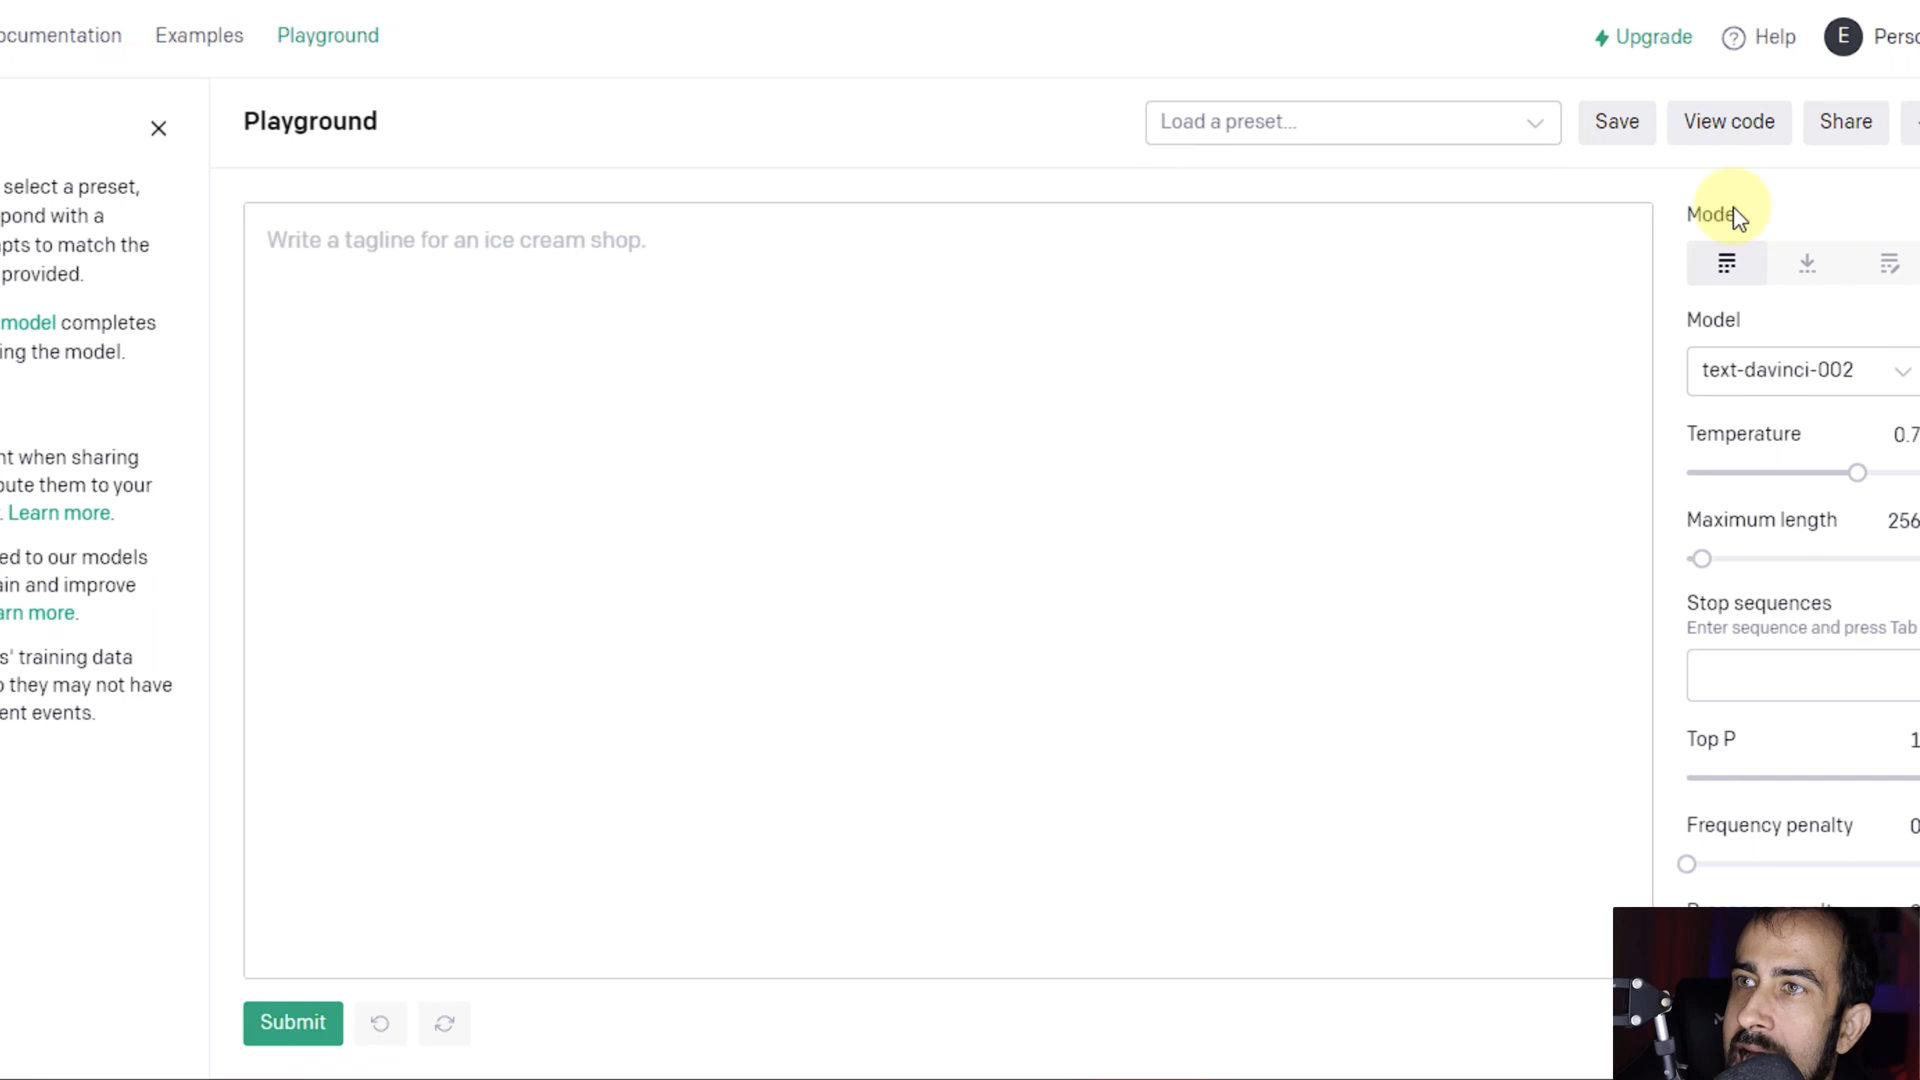 ocumentation Examples Playground Upgrade Help E Perso
Playground Load a preset... Save View code Share
select a preset,
pond with a
pts to match the
provided.
model completes
ing the model.
nt when sharing
ute them to your
. Learn more.
ed to our models
ain and improve
arn more.
s' training data
o they may not have
ent events.
Write a tagline for an ice cream shop.
Mode
Model
text-davinci-002
Temperature 0.7
Maximum length 256
Stop sequences
Enter sequence and press Tab
Top P 1
Frequency penalty 0
Submit